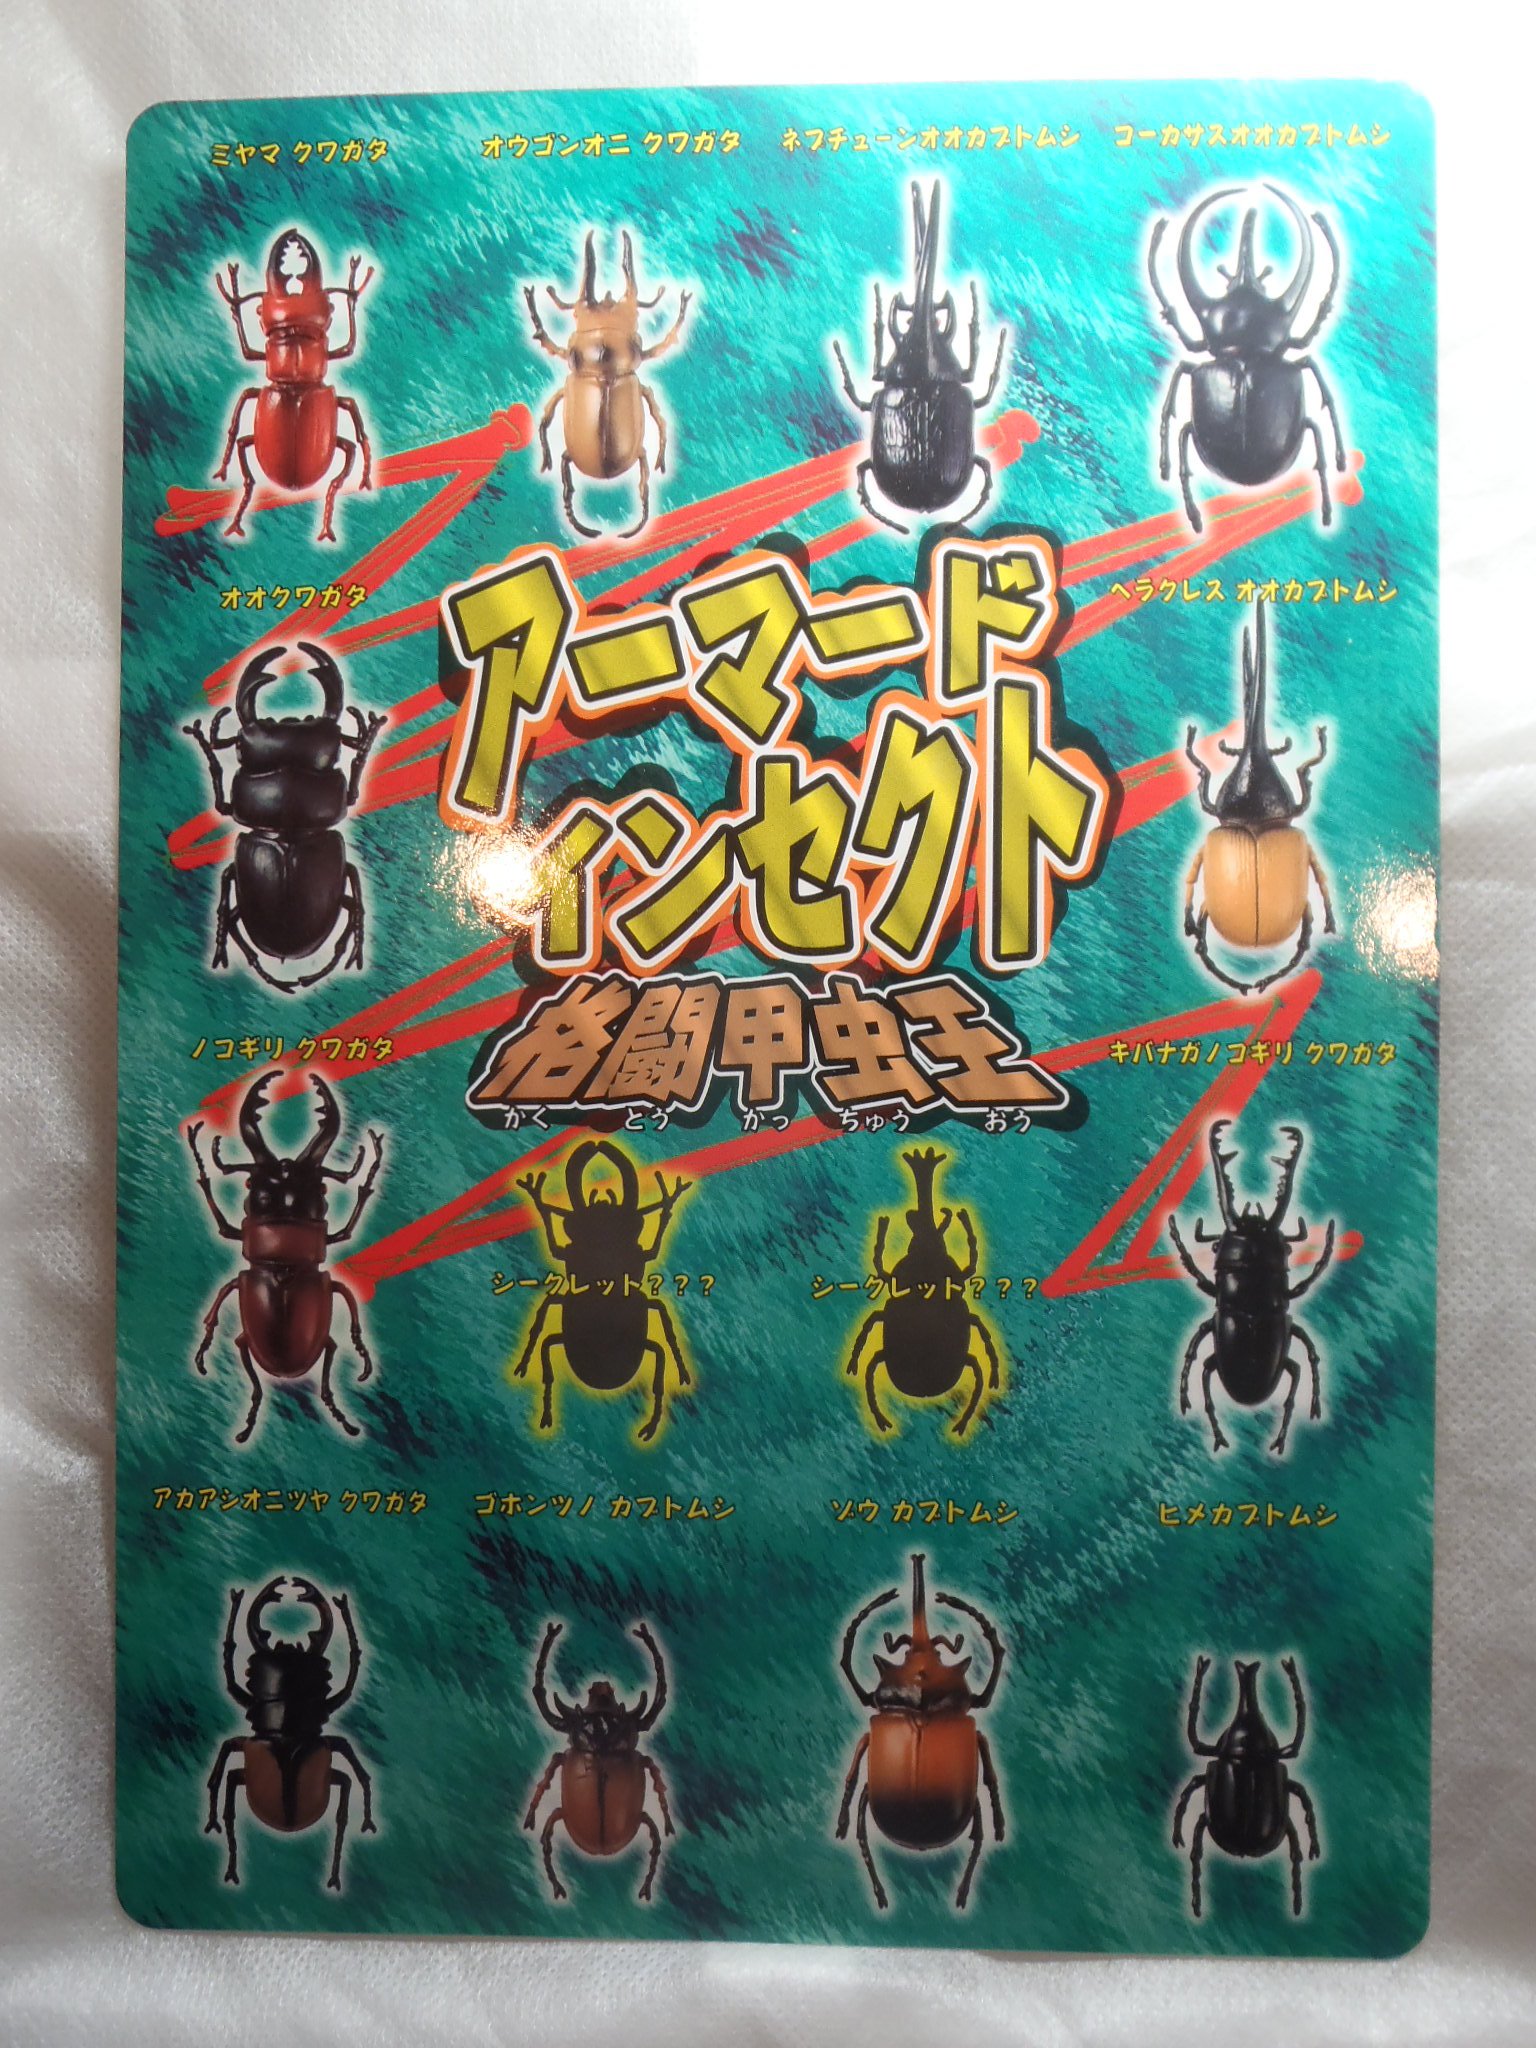 ミヤマ クワガタ
オウゴンオニ クワガタ
ネプチューンオオカブトムシ
コーカサスオオカブトムシ
オオクワガタ
アーマード
インセクト
ヘラクレス オオカブトムシ
格闘甲虫王
かく とう かっ ちゅう おう
ノコギリ クワガタ
キバナガノコギリ クワガタ
シークレット???
シークレット???
アカアシオニツヤ クワガタ
ゴホンツノ カブトムシ
ゾウ カブトムシ
ヒメカブトムシ